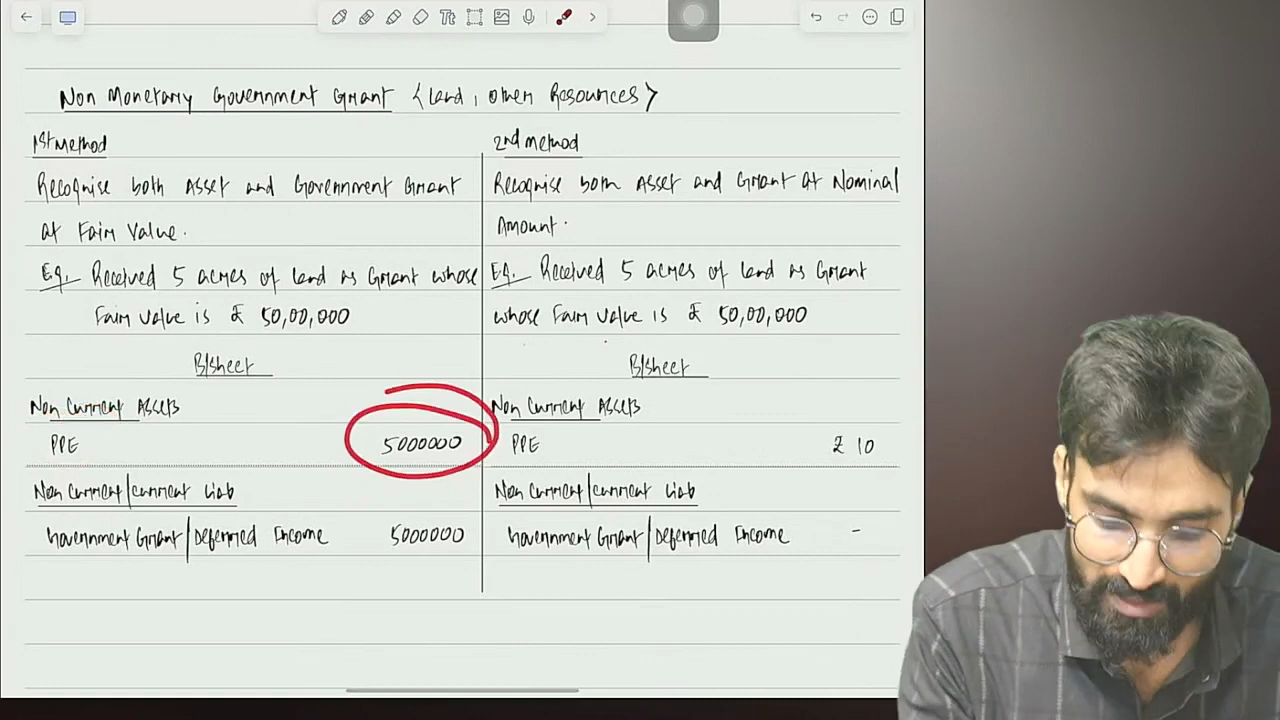 Non Monetary Government Grant {Land, Other Resources}
1st Method
Recognise both Asset and Government Grant
at Fair Value.
Eg. Received 5 acres of Land as Grant whose
Fair Value is ₹ 50,00,000
B/Sheet
Non Current Assets
PPE 5000000
Non Current/Current Liab
Government Grant/Deferred Income 5000000
2nd Method
Recognise both Asset and Grant at Nominal
Amount.
Eg. Received 5 acres of Land as Grant
whose Fair Value is ₹ 50,00,000
B/Sheet
Non Current Assets
PPE ₹ 10
Non Current/Current Liab
Government Grant/Deferred Income -